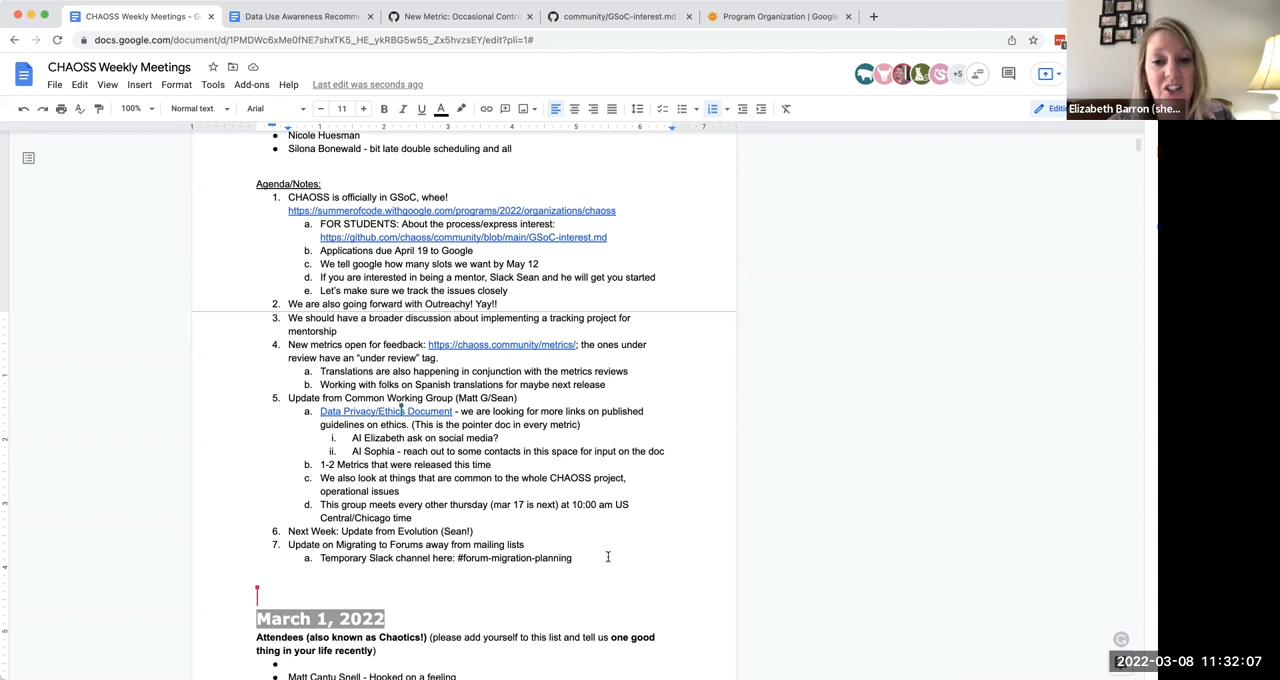 CHAOSS Weekly Meetings - G
Data Use Awareness Recomme
New Metric: Occasional Contri
community/GSoC-interest.md
Program Organization | Google
docs.google.com/document/d/1PMDWc6xMe0fNE7shxTK5_HE_ykRBG5w55_Zx5hvzsEY/edit?pli=1#
CHAOSS Weekly Meetings
File Edit View Insert Format Tools Add-ons Help Last edit was seconds ago
+5
100% Normal text Arial 11
Elizabeth Barron (she...
Nicole Huesman
Silona Bonewald - bit late double scheduling and all
Agenda/Notes:
1. CHAOSS is officially in GSoC, whee!
https://summerofcode.withgoogle.com/programs/2022/organizations/chaoss
a. FOR STUDENTS: About the process/express interest:
https://github.com/chaoss/community/blob/main/GSoC-interest.md
b. Applications due April 19 to Google
c. We tell google how many slots we want by May 12
d. If you are interested in being a mentor, Slack Sean and he will get you started
e. Let's make sure we track the issues closely
2. We are also going forward with Outreachy! Yay!!
3. We should have a broader discussion about implementing a tracking project for
mentorship
4. New metrics open for feedback: https://chaoss.community/metrics/; the ones under
review have an "under review" tag.
a. Translations are also happening in conjunction with the metrics reviews
b. Working with folks on Spanish translations for maybe next release
5. Update from Common Working Group (Matt G/Sean)
a. Data Privacy/Ethics Document - we are looking for more links on published
guidelines on ethics. (This is the pointer doc in every metric)
i. AI Elizabeth ask on social media?
ii. AI Sophia - reach out to some contacts in this space for input on the doc
b. 1-2 Metrics that were released this time
c. We also look at things that are common to the whole CHAOSS project,
operational issues
d. This group meets every other thursday (mar 17 is next) at 10:00 am US
Central/Chicago time
6. Next Week: Update from Evolution (Sean!)
7. Update on Migrating to Forums away from mailing lists
a. Temporary Slack channel here: #forum-migration-planning
March 1, 2022
Attendees (also known as Chaotics!) (please add yourself to this list and tell us one good
thing in your life recently)
Matt Cantu Snell - Hooked on a feeling
2022-03-08 11:32:07